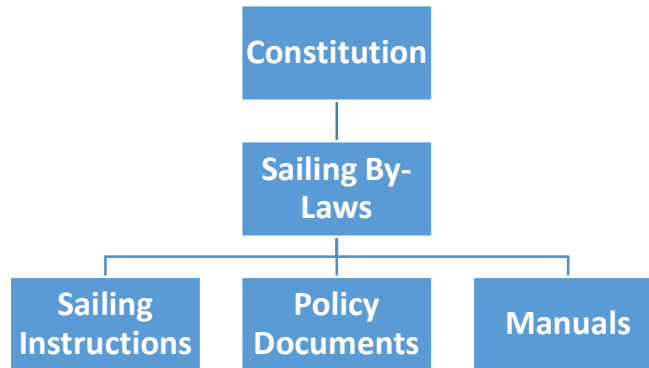 Constitution
Sailing By-
Laws
Sailing
Instructions
Policy
Documents
Manuals